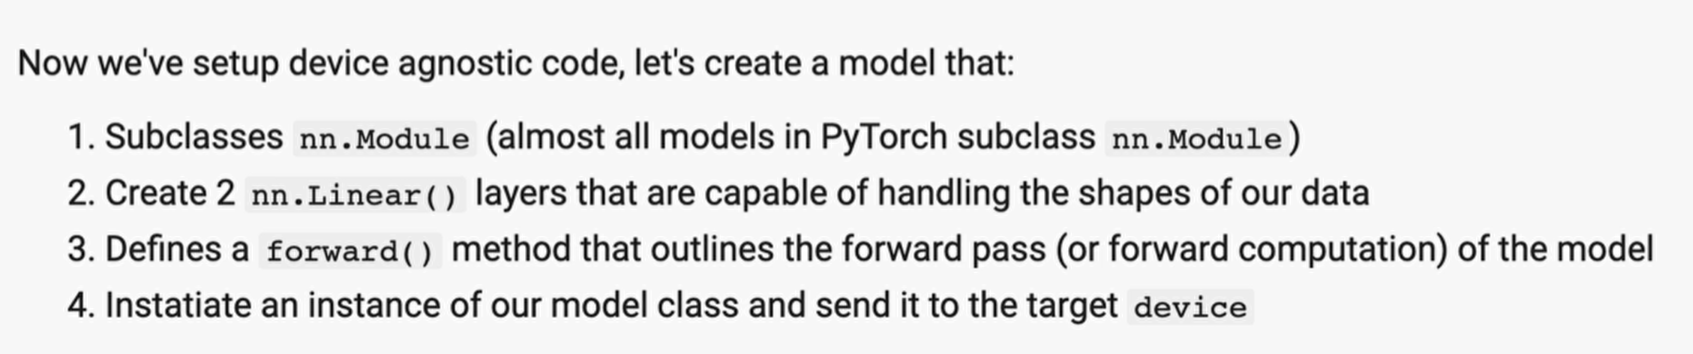 Now we've setup device agnostic code, let's create a model that:
1. Subclasses nn.Module (almost all models in PyTorch subclass nn.Module)
2. Create 2 nn.Linear() layers that are capable of handling the shapes of our data
3. Defines a forward() method that outlines the forward pass (or forward computation) of the model
4. Instatiate an instance of our model class and send it to the target device